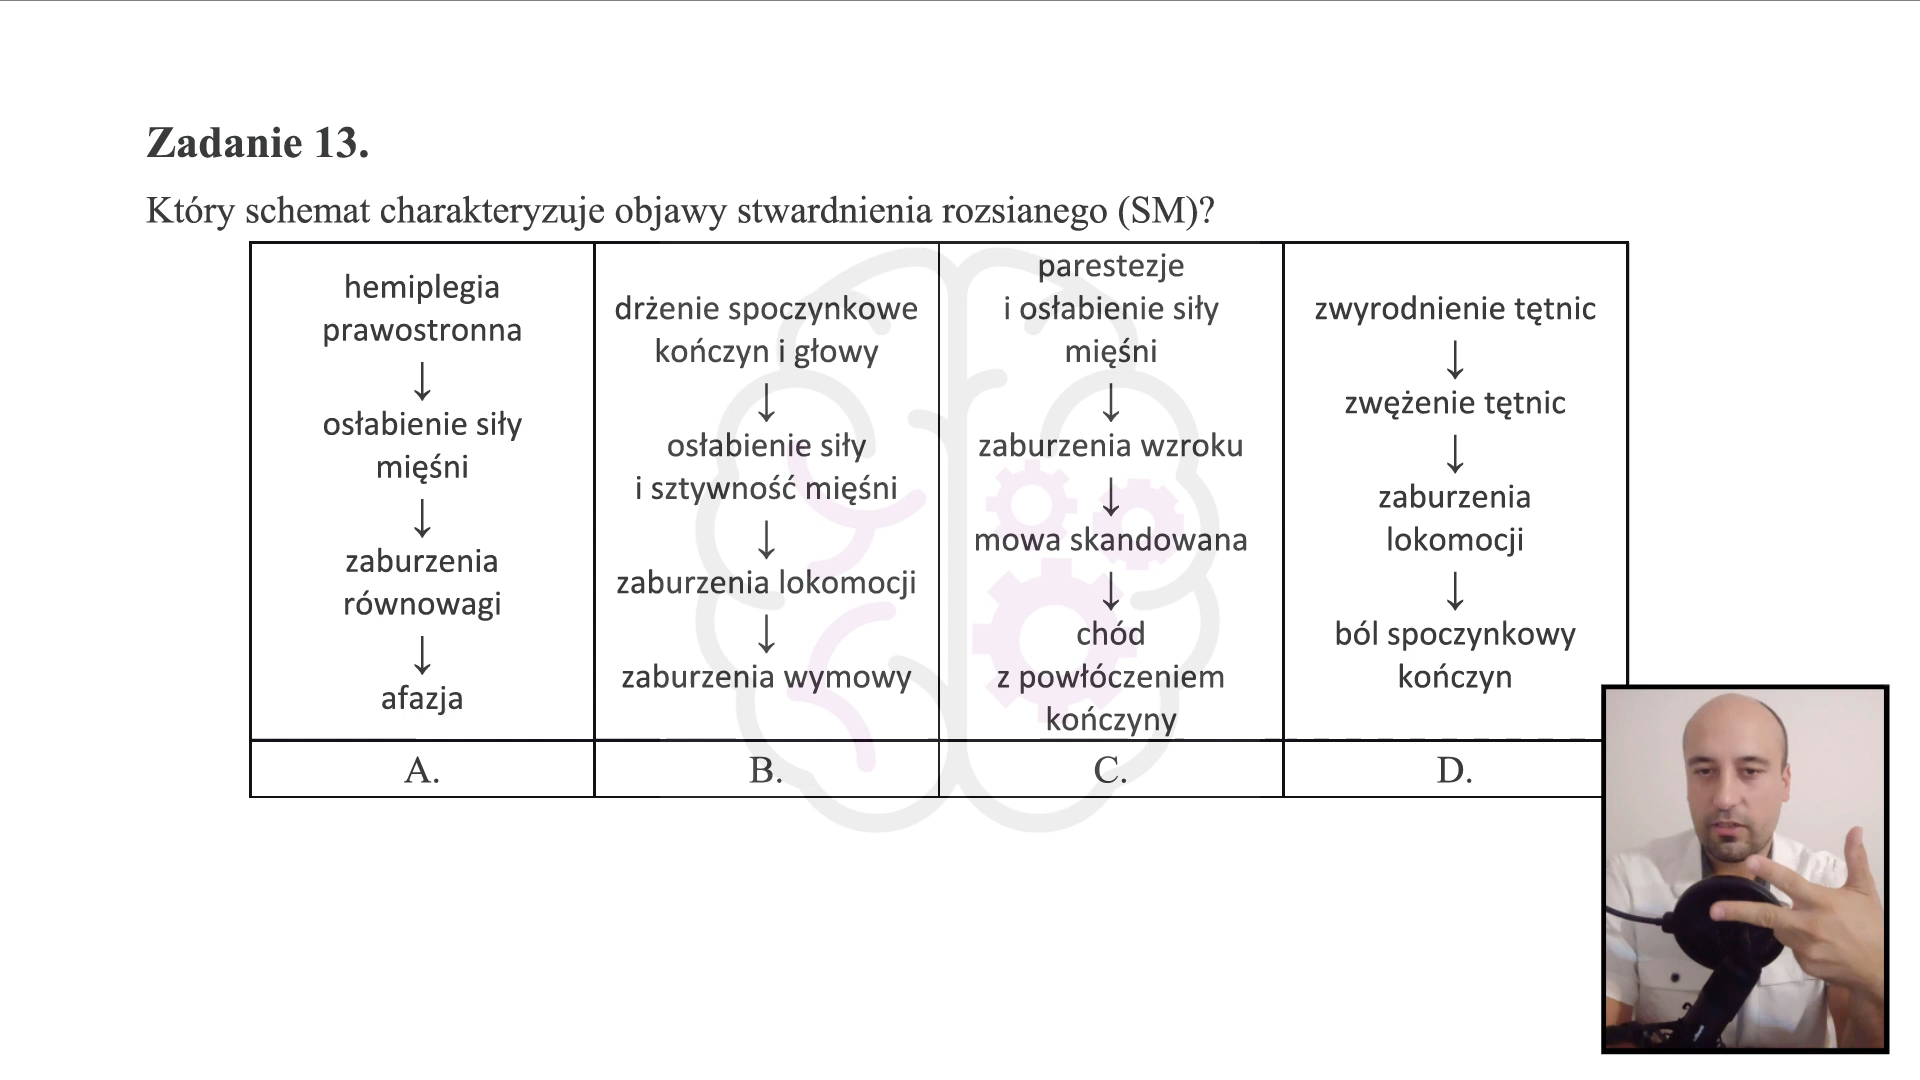 Zadanie 13.
Który schemat charakteryzuje objawy stwardnienia rozsianego (SM)?
hemiplegia
prawostronna
↓
osłabienie siły
mięśni
↓
zaburzenia
równowagi
↓
afazja
A.
drżenie spoczynkowe
kończyn i głowy
↓
osłabienie siły
i sztywność mięśni
↓
zaburzenia lokomocji
↓
zaburzenia wymowy
B.
parestezje
i osłabienie siły
mięśni
↓
zaburzenia wzroku
↓
mowa skandowana
↓
chód
z powłóczeniem
kończyny
C.
zwyrodnienie tętnic
↓
zwężenie tętnic
↓
zaburzenia
lokomocji
↓
ból spoczynkowy
kończyn
D.